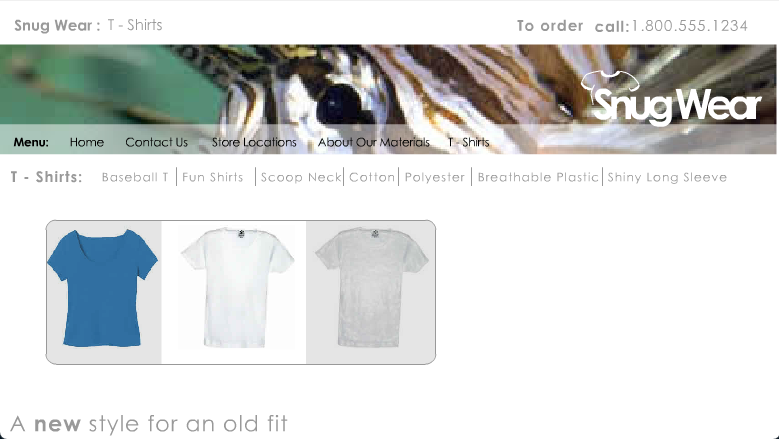 Snug Wear : T - Shirts To order call:1.800.555.1234
Snug Wear
Menu: Home Contact Us Store Locations About Our Materials T - Shirts
T - Shirts: Baseball T | Fun Shirts | Scoop Neck | Cotton | Polyester | Breathable Plastic | Shiny Long Sleeve
A new style for an old fit